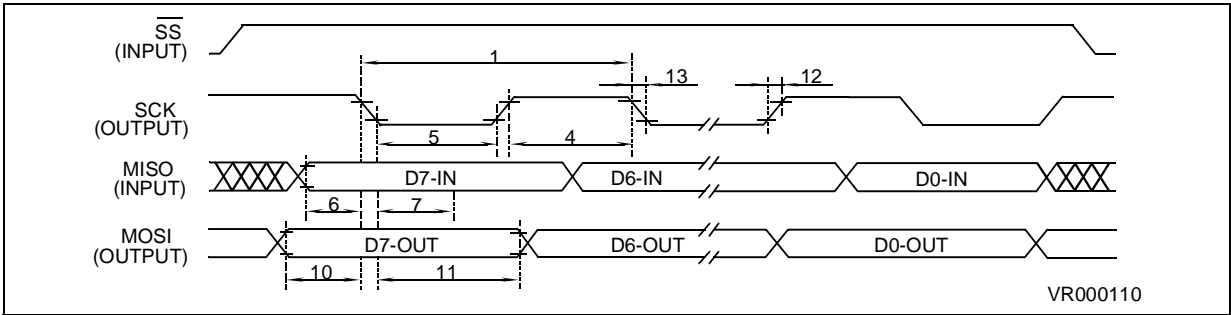 SS
(INPUT)
1
13
12
SCK
(OUTPUT)
5
4
MISO
(INPUT)
D7-IN
D6-IN
D0-IN
6
7
MOSI
(OUTPUT)
D7-OUT
D6-OUT
D0-OUT
10
11
VR000110